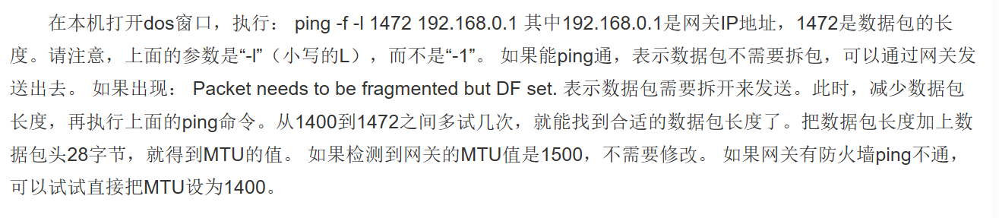 在本机打开dos窗口，执行： ping -f -l 1472 192.168.0.1 其中192.168.0.1是网关IP地址，1472是数据包的长
度。请注意，上面的参数是“-l”（小写的L），而不是“-1”。 如果能ping通，表示数据包不需要拆包，可以通过网关发
送出去。 如果出现： Packet needs to be fragmented but DF set. 表示数据包需要拆开来发送。此时，减少数据包
长度，再执行上面的ping命令。从1400到1472之间多试几次，就能找到合适的数据包长度了。把数据包长度加上数
据包头28字节，就得到MTU的值。 如果检测到网关的MTU值是1500，不需要修改。 如果网关有防火墙ping不通，
可以试试直接把MTU设为1400。